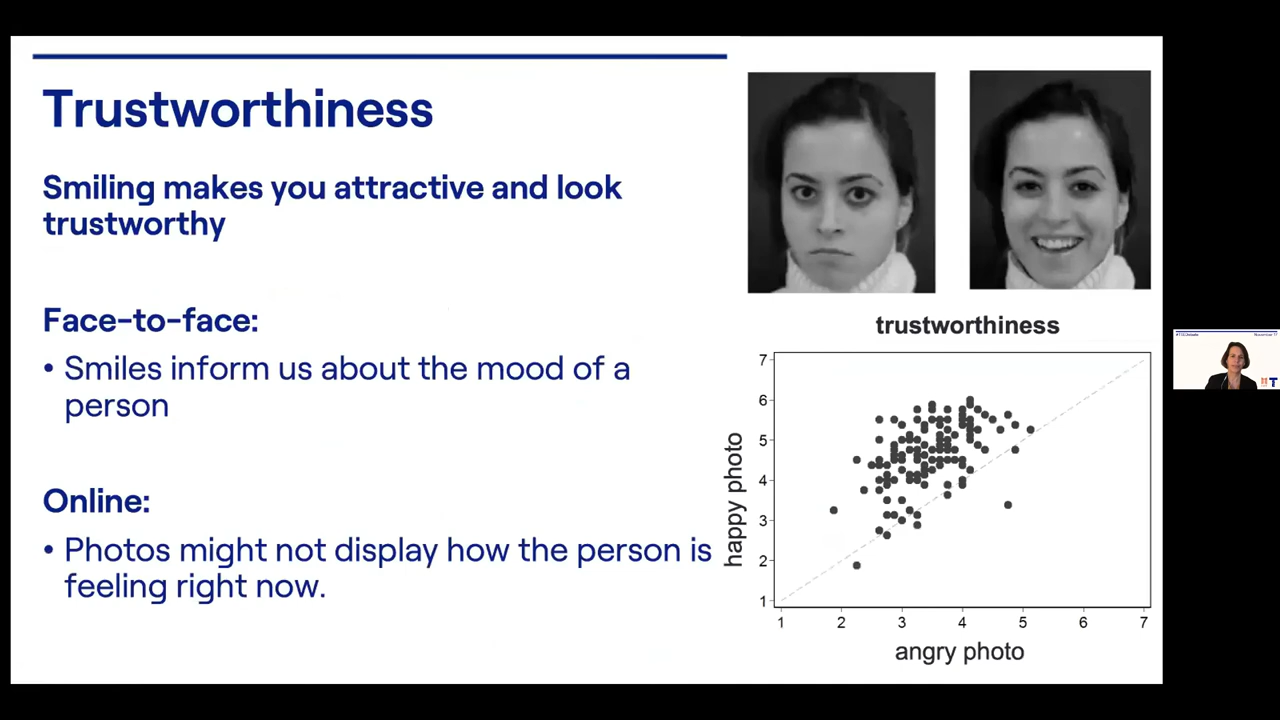 Trustworthiness
Smiling makes you attractive and look
trustworthy
Face-to-face:
• Smiles inform us about the mood of a
person
Online:
• Photos might not display how the person is
feeling right now.
trustworthiness
7
6
5
4
3
2
1
happy photo
1 2 3 4 5 6 7
angry photo